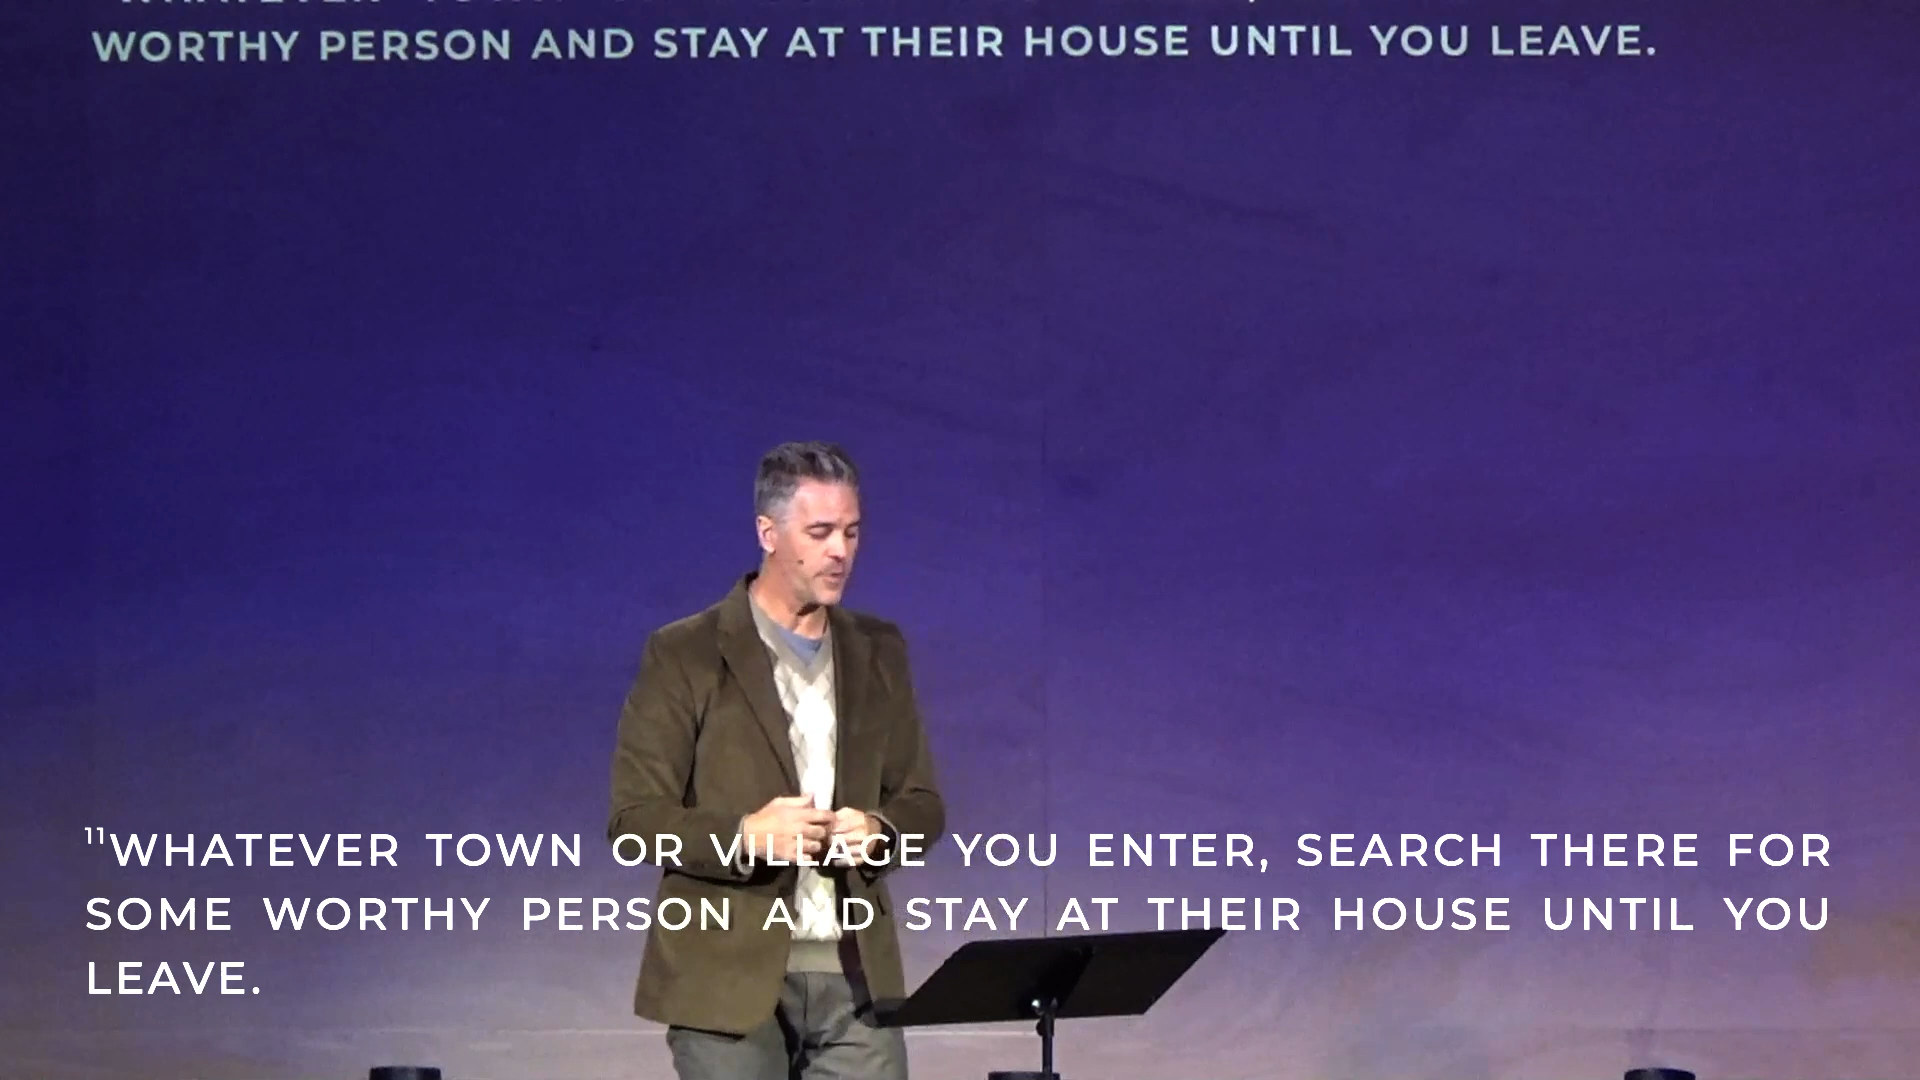 WORTHY PERSON AND STAY AT THEIR HOUSE UNTIL YOU LEAVE.
¹¹WHATEVER TOWN OR VILLAGE YOU ENTER, SEARCH THERE FOR
SOME WORTHY PERSON AND STAY AT THEIR HOUSE UNTIL YOU
LEAVE.